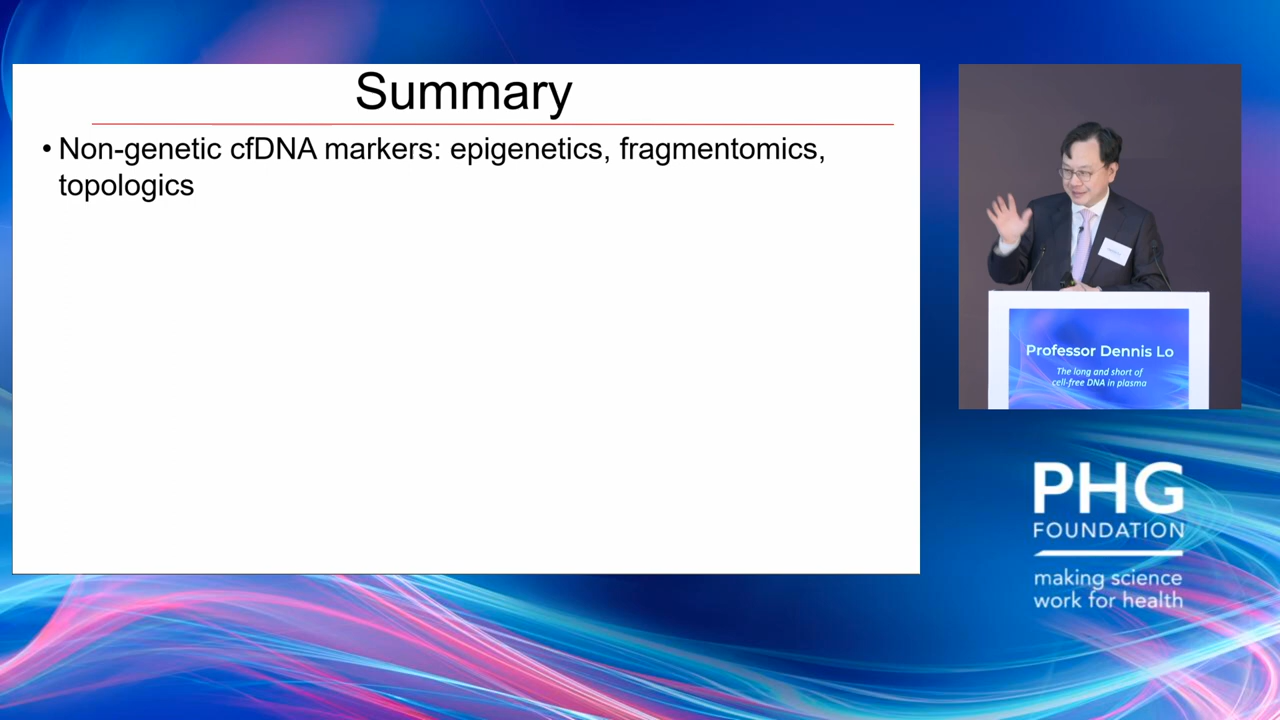 Summary
• Non-genetic cfDNA markers: epigenetics, fragmentomics,
topologics
Professor Dennis Lo
The long and short of
cell-free DNA in plasma
PHG
FOUNDATION
making science
work for health